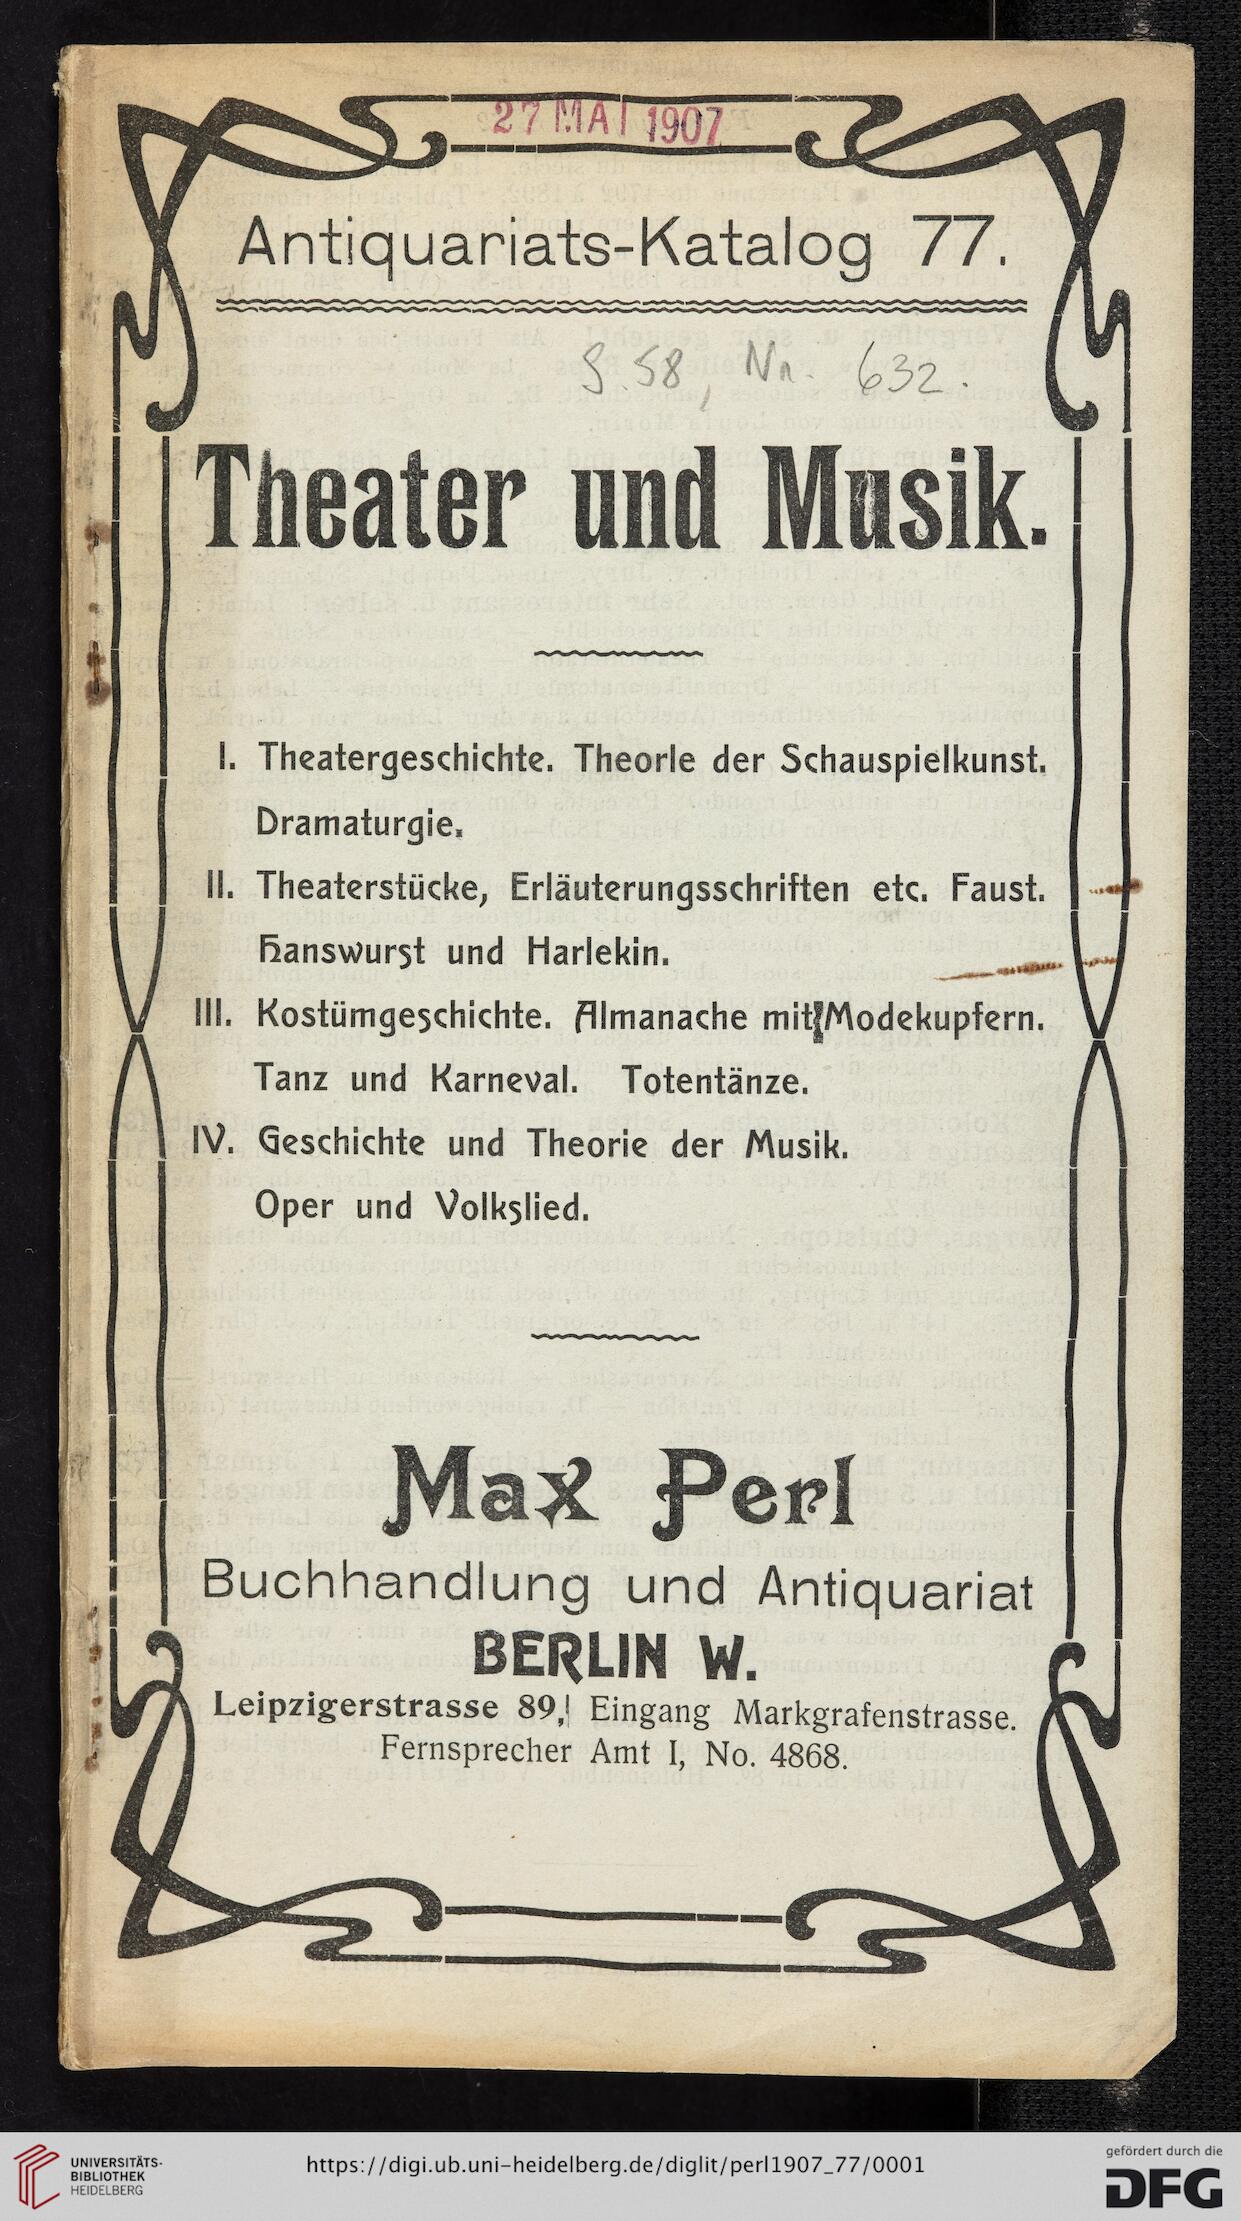 27 MAI 1907
Antiquariats-Katalog 77.
S. 58, Nr. 632.
Theater und Musik.
I. Theatergeschichte. Theorie der Schauspielkunst.
Dramaturgie.
II. Theaterstücke, Erläuterungsschriften etc. Faust.
Hanswurst und Harlekin.
III. Kostümgeschichte. Almanache mit Modekupfern.
Tanz und Karneval. Totentänze.
IV. Geschichte und Theorie der Musik.
Oper und Volkslied.
Max Perl
Buchhandlung und Antiquariat
BERLIN W.
Leipzigerstrasse 89, Eingang Markgrafenstrasse.
Fernsprecher Amt I, No. 4868.
UNIVERSITÄTS-
BIBLIOTHEK
HEIDELBERG
https://digi.ub.uni-heidelberg.de/diglit/perl1907_77/0001
gefördert durch die
DFG